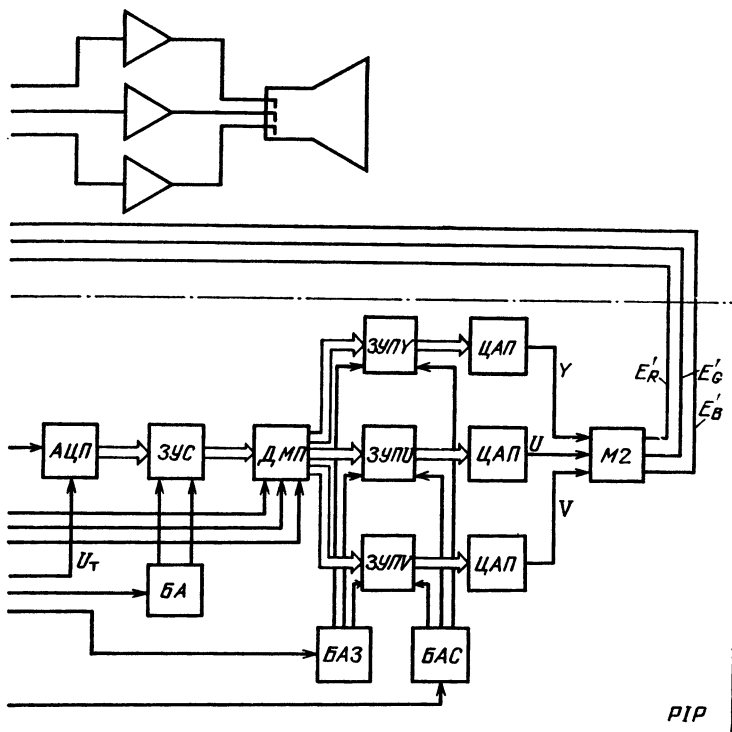 ЗУПY
ЦАП
Y
E'R
E'G
E'B
АЦП
ЗУС
ДМП
ЗУПU
ЦАП
U
М2
V
UТ
БА
ЗУПV
ЦАП
БАЗ
БАС
PIP